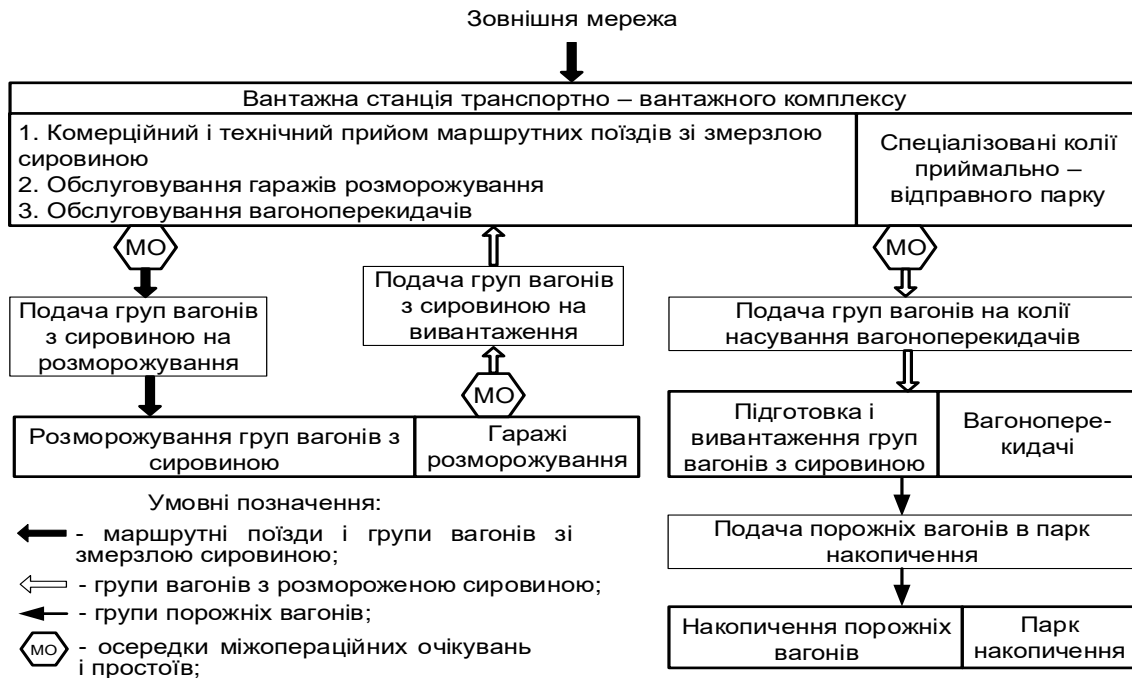 Зовнішня мережа
Вантажна станція транспортно – вантажного комплексу
1. Комерційний і технічний прийом маршрутних поїздів зі змерзлою
сировиною
2. Обслуговування гаражів розморожування
3. Обслуговування вагоноперекидачів
Спеціалізовані колії
приймально –
відправного парку
МО
МО
Подача груп вагонів
з сировиною на
розморожування
Подача груп вагонів
з сировиною на
вивантаження
Подача груп вагонів на колії
насування вагоноперекидачів
МО
Розморожування груп вагонів з
сировиною
Гаражі
розморожування
Підготовка і
вивантаження груп
вагонів з сировиною
Вагонопере-
кидачі
Подача порожніх вагонів в парк
накопичення
Накопичення порожніх
вагонів
Парк
накопичення
Умовні позначення:
- маршрутні поїзди і групи вагонів зі
змерзлою сировиною;
- групи вагонів з розмороженою сировиною;
- групи порожніх вагонів;
МО - осередки міжопераційних очікувань
і простоїв;